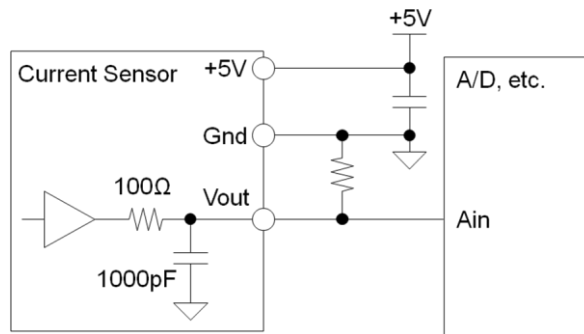 +5V
Current Sensor
+5V
A/D, etc.
Gnd
100Ω
Vout
Ain
1000pF